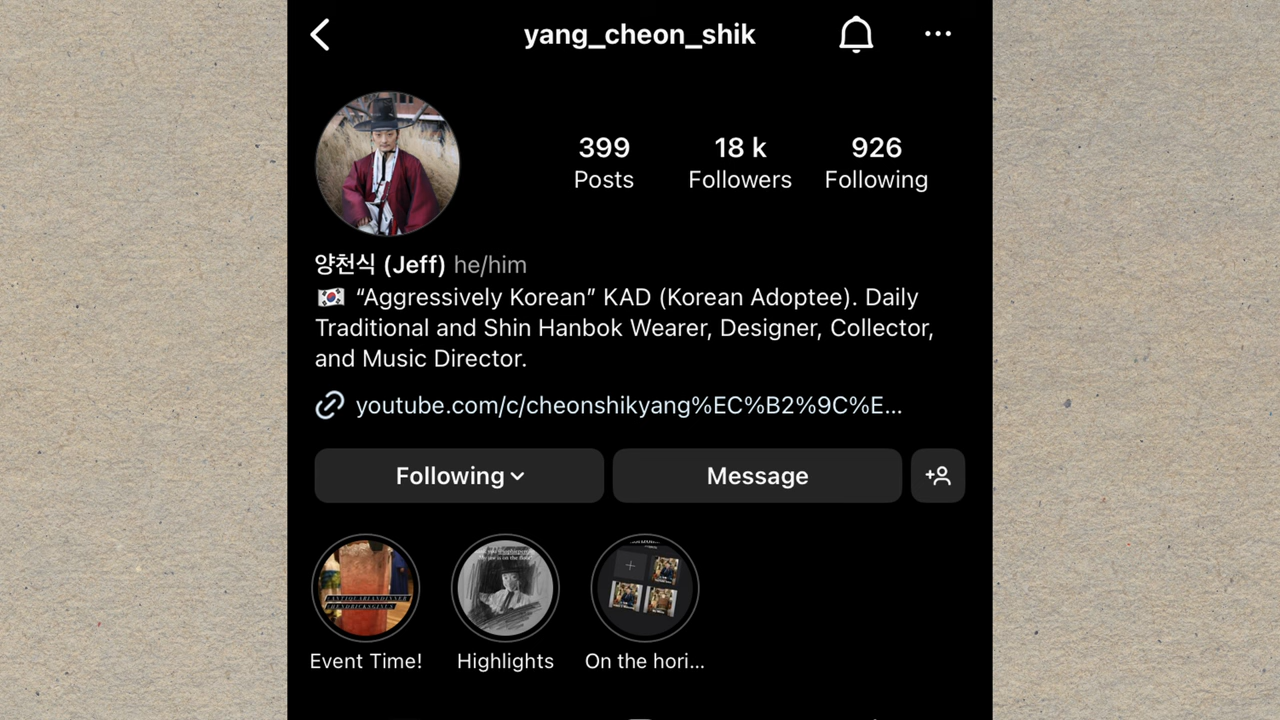 yang_cheon_shik
399
Posts
18 k
Followers
926
Following
양천식 (Jeff) he/him
🇰🇷 “Aggressively Korean” KAD (Korean Adoptee). Daily
Traditional and Shin Hanbok Wearer, Designer, Collector,
and Music Director.
youtube.com/c/cheonshikyang%EC%B2%9C%E...
Following
Message
Event Time!
Highlights
On the hori...